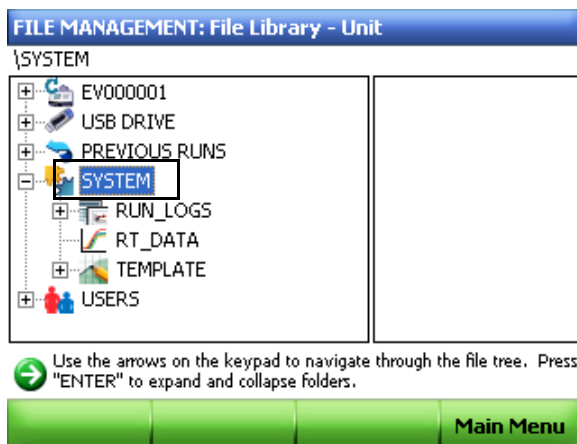 FILE MANAGEMENT: File Library - Unit
\SYSTEM
EV000001
USB DRIVE
PREVIOUS RUNS
SYSTEM
RUN_LOGS
RT_DATA
TEMPLATE
USERS
Use the arrows on the keypad to navigate through the file tree. Press
"ENTER" to expand and collapse folders.
Main Menu